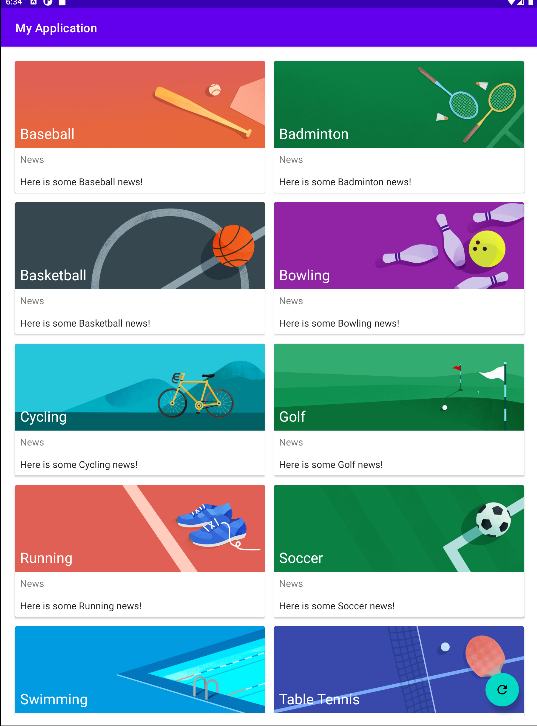 6:34
My Application
Baseball
News
Here is some Baseball news!
Badminton
News
Here is some Badminton news!
Basketball
News
Here is some Basketball news!
Bowling
News
Here is some Bowling news!
Cycling
News
Here is some Cycling news!
Golf
News
Here is some Golf news!
Running
News
Here is some Running news!
Soccer
News
Here is some Soccer news!
Swimming
Table Tennis